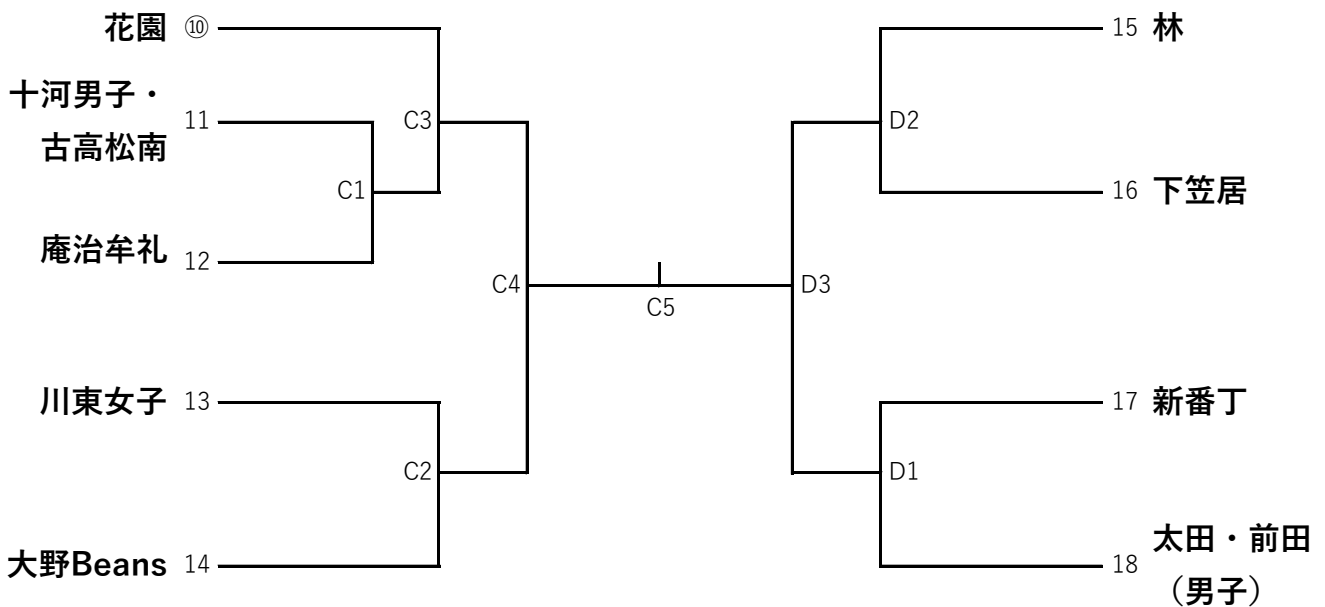 花園 ⑩
十河男子・
古高松南
11
C1
庵治牟礼 12
C3
C4
川東女子 13
C2
大野Beans 14
C5
15 林
D2
16 下笠居
D3
17 新番丁
D1
18
太田・前田
（男子）